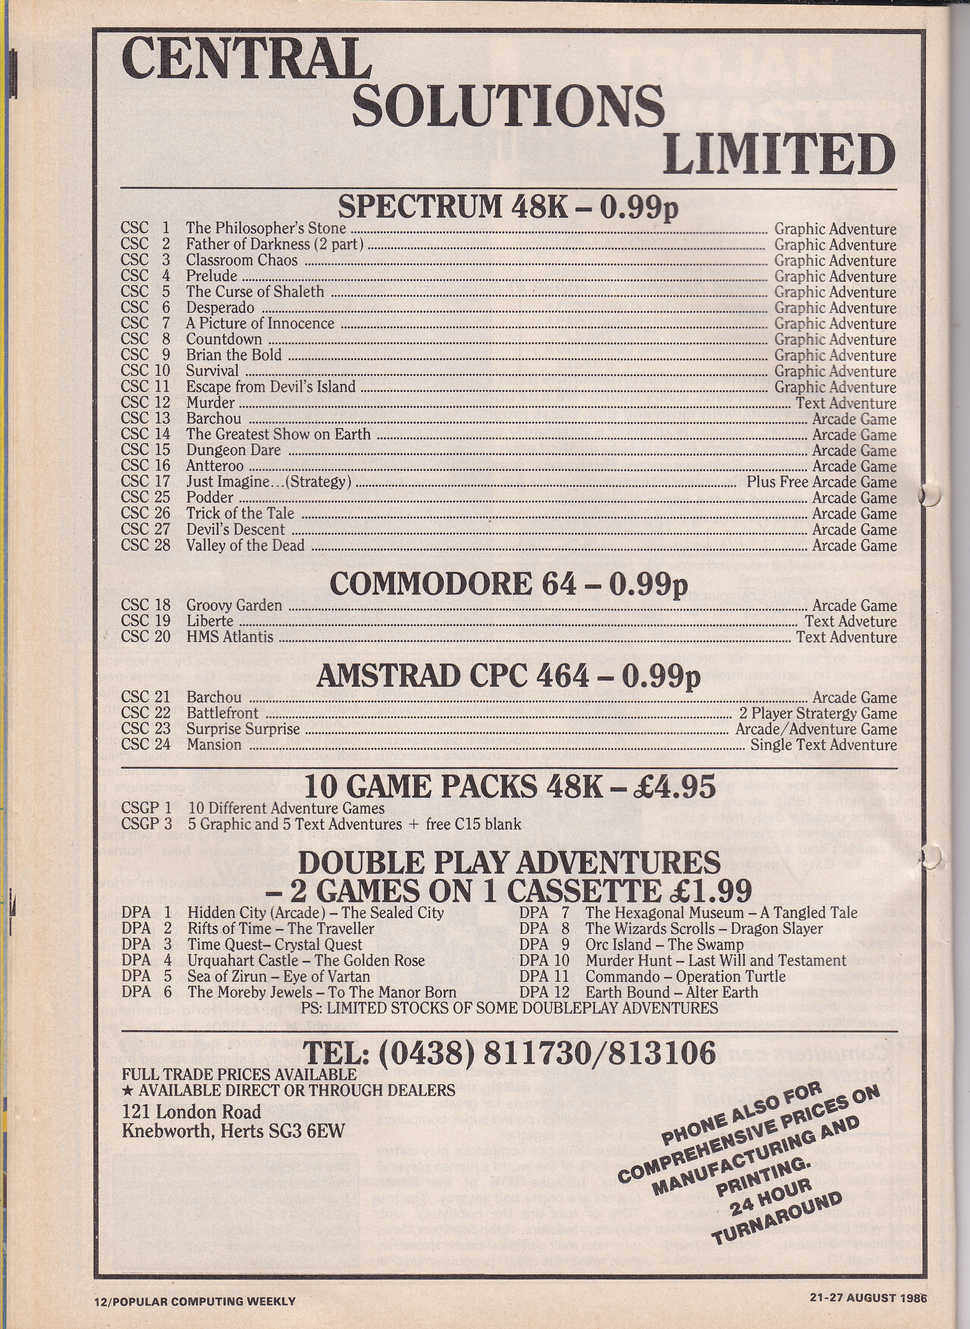 CENTRAL
SOLUTIONS
LIMITED
SPECTRUM 48K – 0.99p
CSC 1 The Philosopher's Stone Graphic Adventure
CSC 2 Father of Darkness (2 part) Graphic Adventure
CSC 3 Classroom Chaos Graphic Adventure
CSC 4 Prelude Graphic Adventure
CSC 5 The Curse of Shaleth Graphic Adventure
CSC 6 Desperado Graphic Adventure
CSC 7 A Picture of Innocence Graphic Adventure
CSC 8 Countdown Graphic Adventure
CSC 9 Brian the Bold Graphic Adventure
CSC 10 Survival Graphic Adventure
CSC 11 Escape from Devil's Island Graphic Adventure
CSC 12 Murder Text Adventure
CSC 13 Barchou Arcade Game
CSC 14 The Greatest Show on Earth Arcade Game
CSC 15 Dungeon Dare Arcade Game
CSC 16 Antteroo Arcade Game
CSC 17 Just Imagine...(Strategy) Plus Free Arcade Game
CSC 25 Podder Arcade Game
CSC 26 Trick of the Tale Arcade Game
CSC 27 Devil's Descent Arcade Game
CSC 28 Valley of the Dead Arcade Game
COMMODORE 64 – 0.99p
CSC 18 Groovy Garden Arcade Game
CSC 19 Liberte Text Adveture
CSC 20 HMS Atlantis Text Adventure
AMSTRAD CPC 464 – 0.99p
CSC 21 Barchou Arcade Game
CSC 22 Battlefront 2 Player Stratergy Game
CSC 23 Surprise Surprise Arcade/Adventure Game
CSC 24 Mansion Single Text Adventure
10 GAME PACKS 48K – £4.95
CSGP 1 10 Different Adventure Games
CSGP 3 5 Graphic and 5 Text Adventures + free C15 blank
DOUBLE PLAY ADVENTURES
– 2 GAMES ON 1 CASSETTE £1.99
DPA 1 Hidden City (Arcade) – The Sealed City
DPA 2 Rifts of Time – The Traveller
DPA 3 Time Quest– Crystal Quest
DPA 4 Urquahart Castle – The Golden Rose
DPA 5 Sea of Zirun – Eye of Vartan
DPA 6 The Moreby Jewels – To The Manor Born
DPA 7 The Hexagonal Museum – A Tangled Tale
DPA 8 The Wizards Scrolls – Dragon Slayer
DPA 9 Orc Island – The Swamp
DPA 10 Murder Hunt – Last Will and Testament
DPA 11 Commando – Operation Turtle
DPA 12 Earth Bound – Alter Earth
PS: LIMITED STOCKS OF SOME DOUBLEPLAY ADVENTURES
TEL: (0438) 811730/813106
FULL TRADE PRICES AVAILABLE
★ AVAILABLE DIRECT OR THROUGH DEALERS
121 London Road
Knebworth, Herts SG3 6EW
PHONE ALSO FOR
COMPREHENSIVE PRICES ON
MANUFACTURING AND
PRINTING.
24 HOUR
TURNAROUND
12/POPULAR COMPUTING WEEKLY
21-27 AUGUST 1986